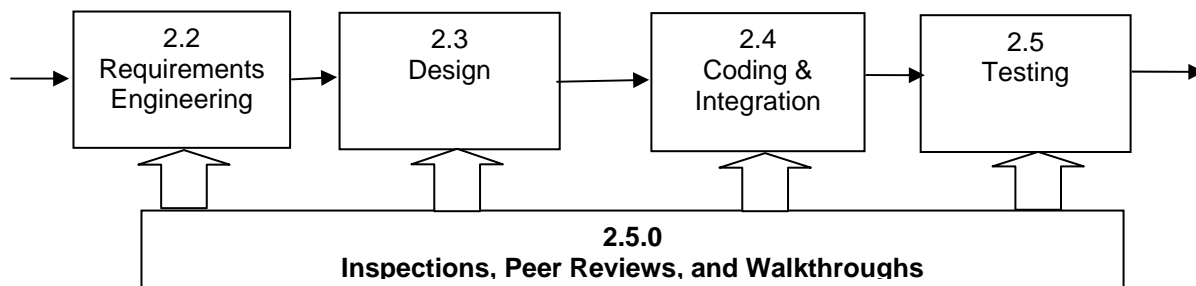 2.2
Requirements
Engineering
2.3
Design
2.4
Coding &
Integration
2.5
Testing
2.5.0
Inspections, Peer Reviews, and Walkthroughs